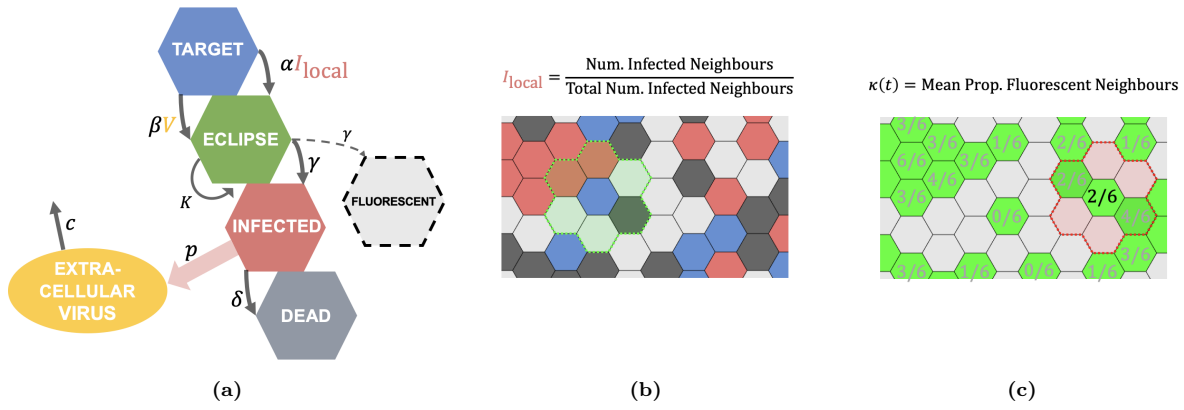 TARGET
αI_local
βV
ECLIPSE
γ
γ
K
FLUORESCENT
INFECTED
c
p
EXTRA-
CELLULAR
VIRUS
δ
DEAD
(a)
I_local = Num. Infected Neighbours
Total Num. Infected Neighbours
(b)
κ(t) = Mean Prop. Fluorescent Neighbours
3/6
3/6
1/6
2/6
1/6
6/6
3/6
4/6
2/6
3/6
0/6
4/6
3/6
3/6
1/6
0/6
1/6
(c)